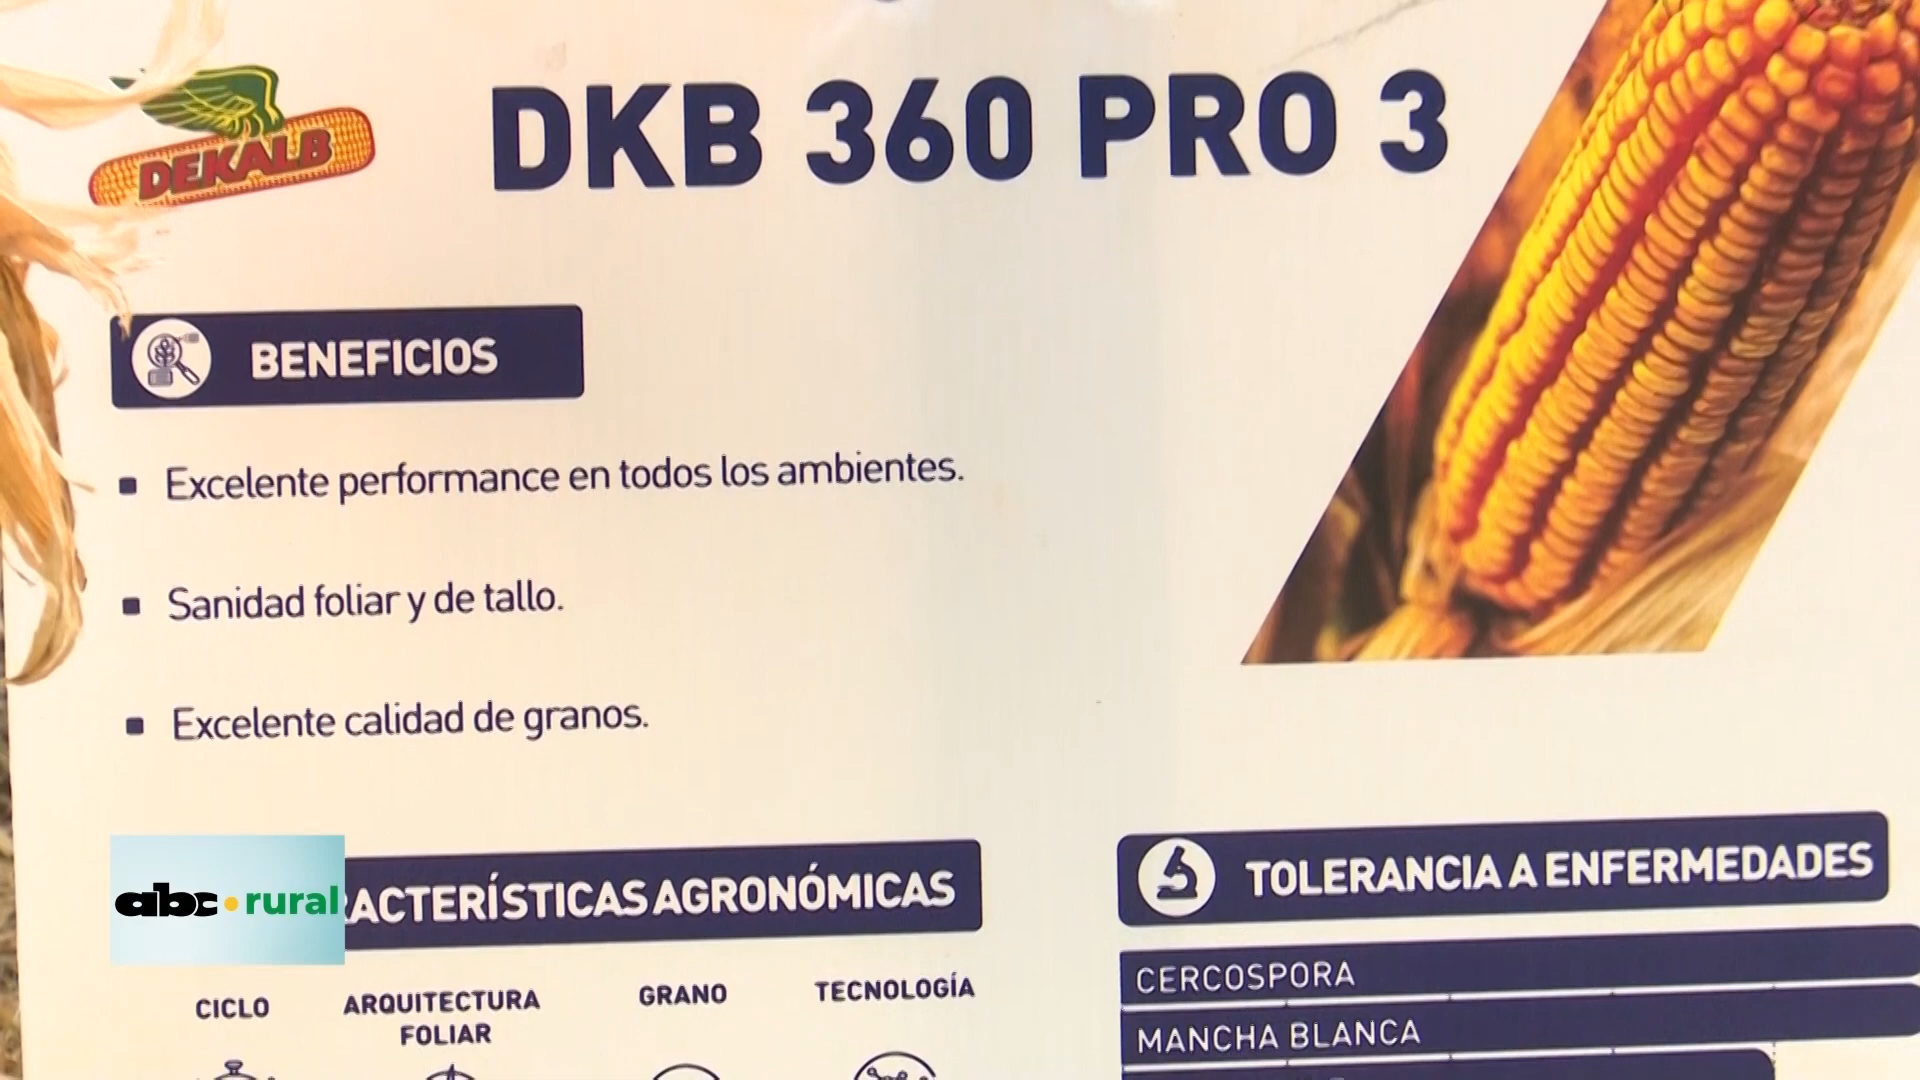 DEKALB
DKB 360 PRO 3
BENEFICIOS
▪ Excelente performance en todos los ambientes.
▪ Sanidad foliar y de tallo.
▪ Excelente calidad de granos.
abc rural
ACTERÍSTICAS AGRONÓMICAS
CICLO
ARQUITECTURA
FOLIAR
GRANO
TECNOLOGÍA
TOLERANCIA A ENFERMEDADES
CERCOSPORA
MANCHA BLANCA